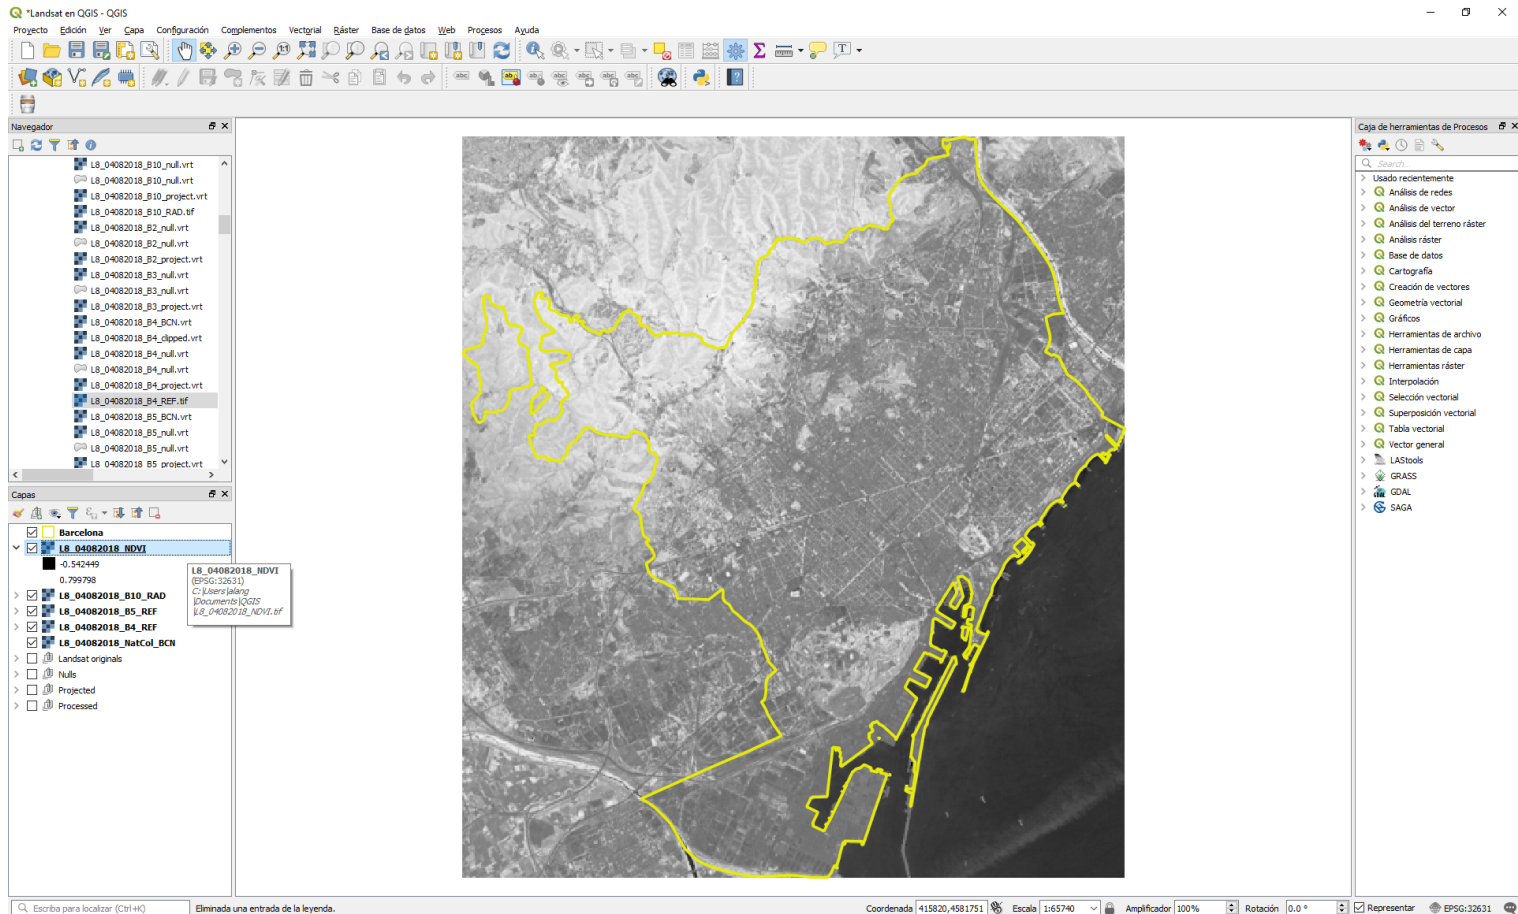 *Landsat en QGIS - QGIS
Proyecto Edición Ver Capa Configuración Complementos Vectorial Ráster Base de datos Web Procesos Ayuda
Navegador
L8_04082018_B10_null.vrt
L8_04082018_B10_null.vrt
L8_04082018_B10_project.vrt
L8_04082018_B10_RAD.tif
L8_04082018_B2_null.vrt
L8_04082018_B2_null.vrt
L8_04082018_B2_project.vrt
L8_04082018_B3_null.vrt
L8_04082018_B3_null.vrt
L8_04082018_B3_project.vrt
L8_04082018_B4_BCN.vrt
L8_04082018_B4_clipped.vrt
L8_04082018_B4_null.vrt
L8_04082018_B4_null.vrt
L8_04082018_B4_project.vrt
L8_04082018_B4_REF.tif
L8_04082018_B5_BCN.vrt
L8_04082018_B5_null.vrt
L8_04082018_B5_null.vrt
L8_04082018_B5_project.vrt
Capas
Barcelona
L8_04082018_NDVI
-0.542449
0.799798
L8_04082018_B10_RAD
L8_04082018_B5_REF
L8_04082018_B4_REF
L8_04082018_NatCol_BCN
Landsat originals
Nulls
Projected
Processed
L8_04082018_NDVI
(EPSG:32631)
C:\Users\alang
\Documents\QGIS
\L8_04082018_NDVI.tif
Caja de herramientas de Procesos
Search...
Usado recientemente
Análisis de redes
Análisis de vector
Análisis del terreno ráster
Análisis ráster
Base de datos
Cartografía
Creación de vectores
Geometría vectorial
Gráficos
Herramientas de archivo
Herramientas de capa
Herramientas ráster
Interpolación
Selección vectorial
Superposición vectorial
Tabla vectorial
Vector general
LAStools
GRASS
GDAL
SAGA
Escriba para localizar (Ctrl+K) Eliminada una entrada de la leyenda. Coordenada 415820,4581751 Escala 1:65740 Amplificador 100% Rotación 0.0 ° Representar EPSG:32631